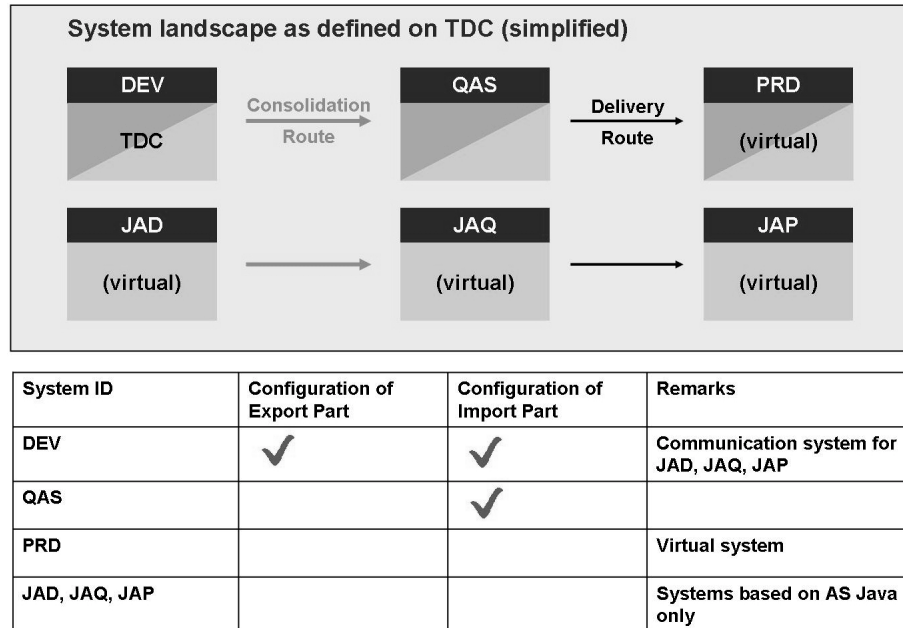 System landscape as defined on TDC (simplified)
DEV
TDC
Consolidation
Route
QAS
Delivery
Route
PRD
(virtual)
JAD
(virtual)
JAQ
(virtual)
JAP
(virtual)
System ID
Configuration of
Export Part
Configuration of
Import Part
Remarks
DEV
Communication system for
JAD, JAQ, JAP
QAS
PRD
Virtual system
JAD, JAQ, JAP
Systems based on AS Java
only